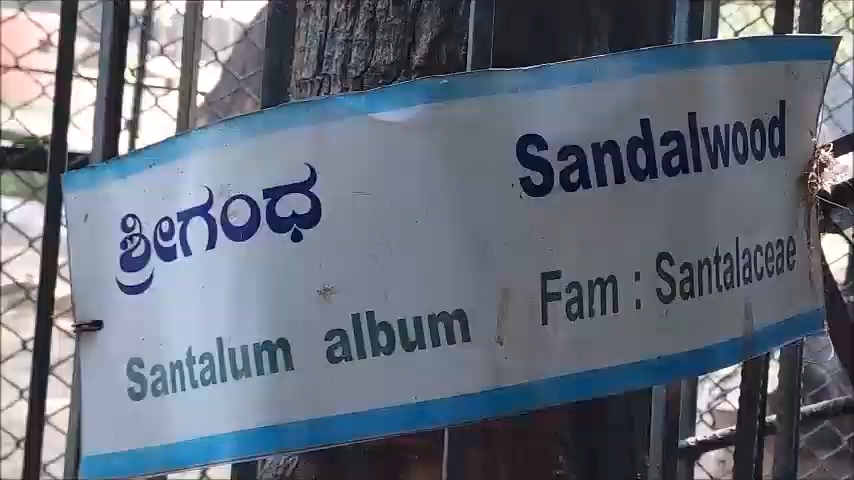 ಶ್ರೀಗಂಧ Sandalwood
Santalum album Fam : Santalaceae